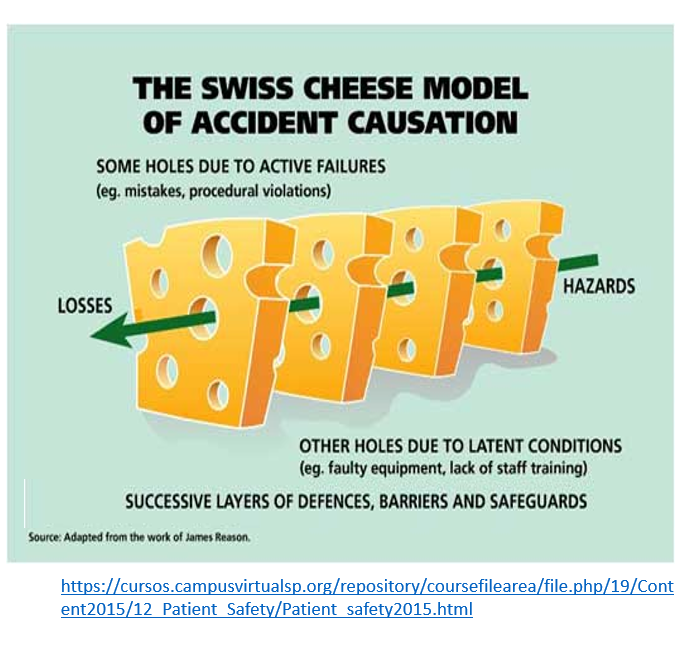 THE SWISS CHEESE MODEL
OF ACCIDENT CAUSATION
SOME HOLES DUE TO ACTIVE FAILURES
(eg. mistakes, procedural violations)
HAZARDS
LOSSES
OTHER HOLES DUE TO LATENT CONDITIONS
(eg. faulty equipment, lack of staff training)
SUCCESSIVE LAYERS OF DEFENCES, BARRIERS AND SAFEGUARDS
Source: Adapted from the work of James Reason.
https://cursos.campusvirtualsp.org/repository/coursefilearea/file.php/19/Cont
ent2015/12_Patient_Safety/Patient_safety2015.html